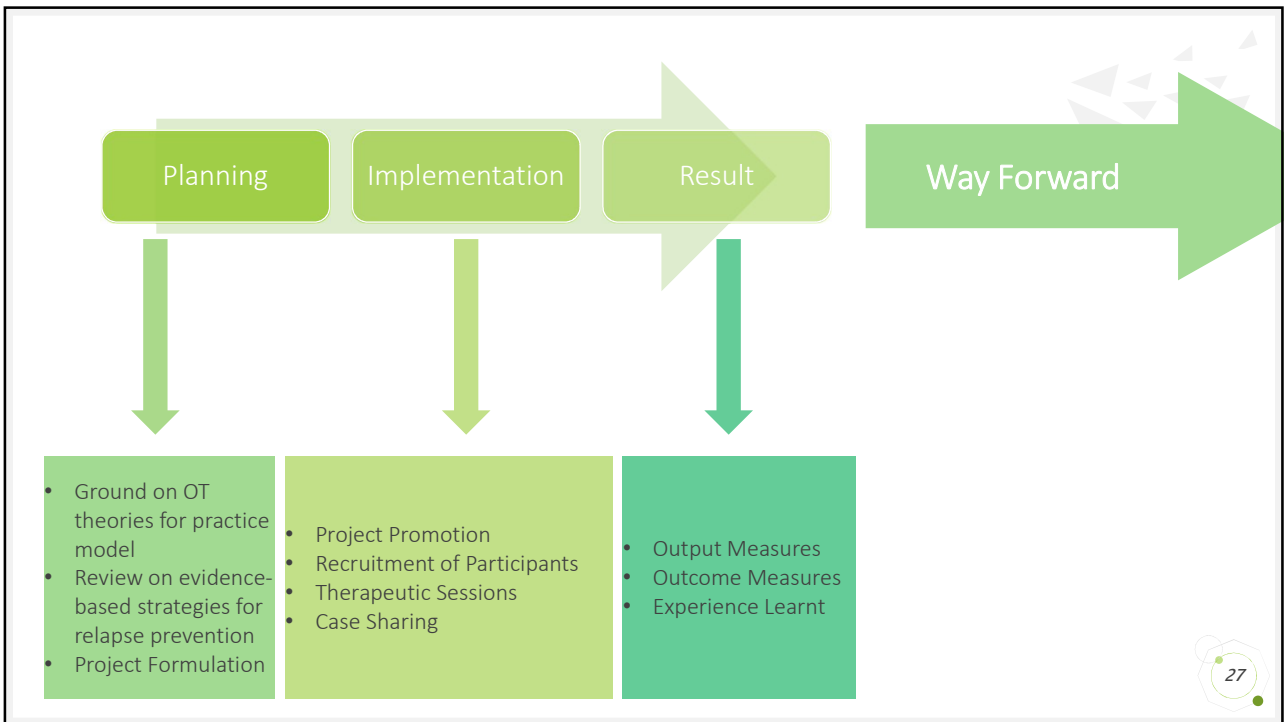 Planning
Implementation
Result
Way Forward
• Ground on OT
theories for practice
model
• Review on evidence-
based strategies for
relapse prevention
• Project Formulation
• Project Promotion
• Recruitment of Participants
• Therapeutic Sessions
• Case Sharing
• Output Measures
• Outcome Measures
• Experience Learnt
27